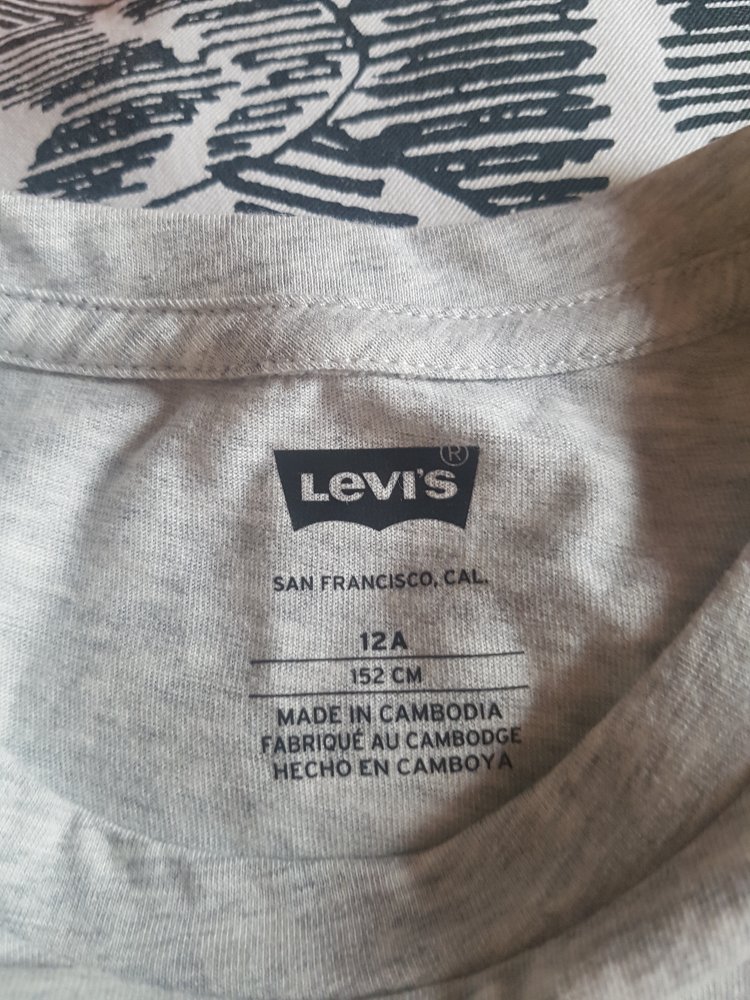 Levi's ®
SAN FRANCISCO, CAL.
12A
152 CM
MADE IN CAMBODIA
FABRIQUÉ AU CAMBODGE
HECHO EN CAMBOYA